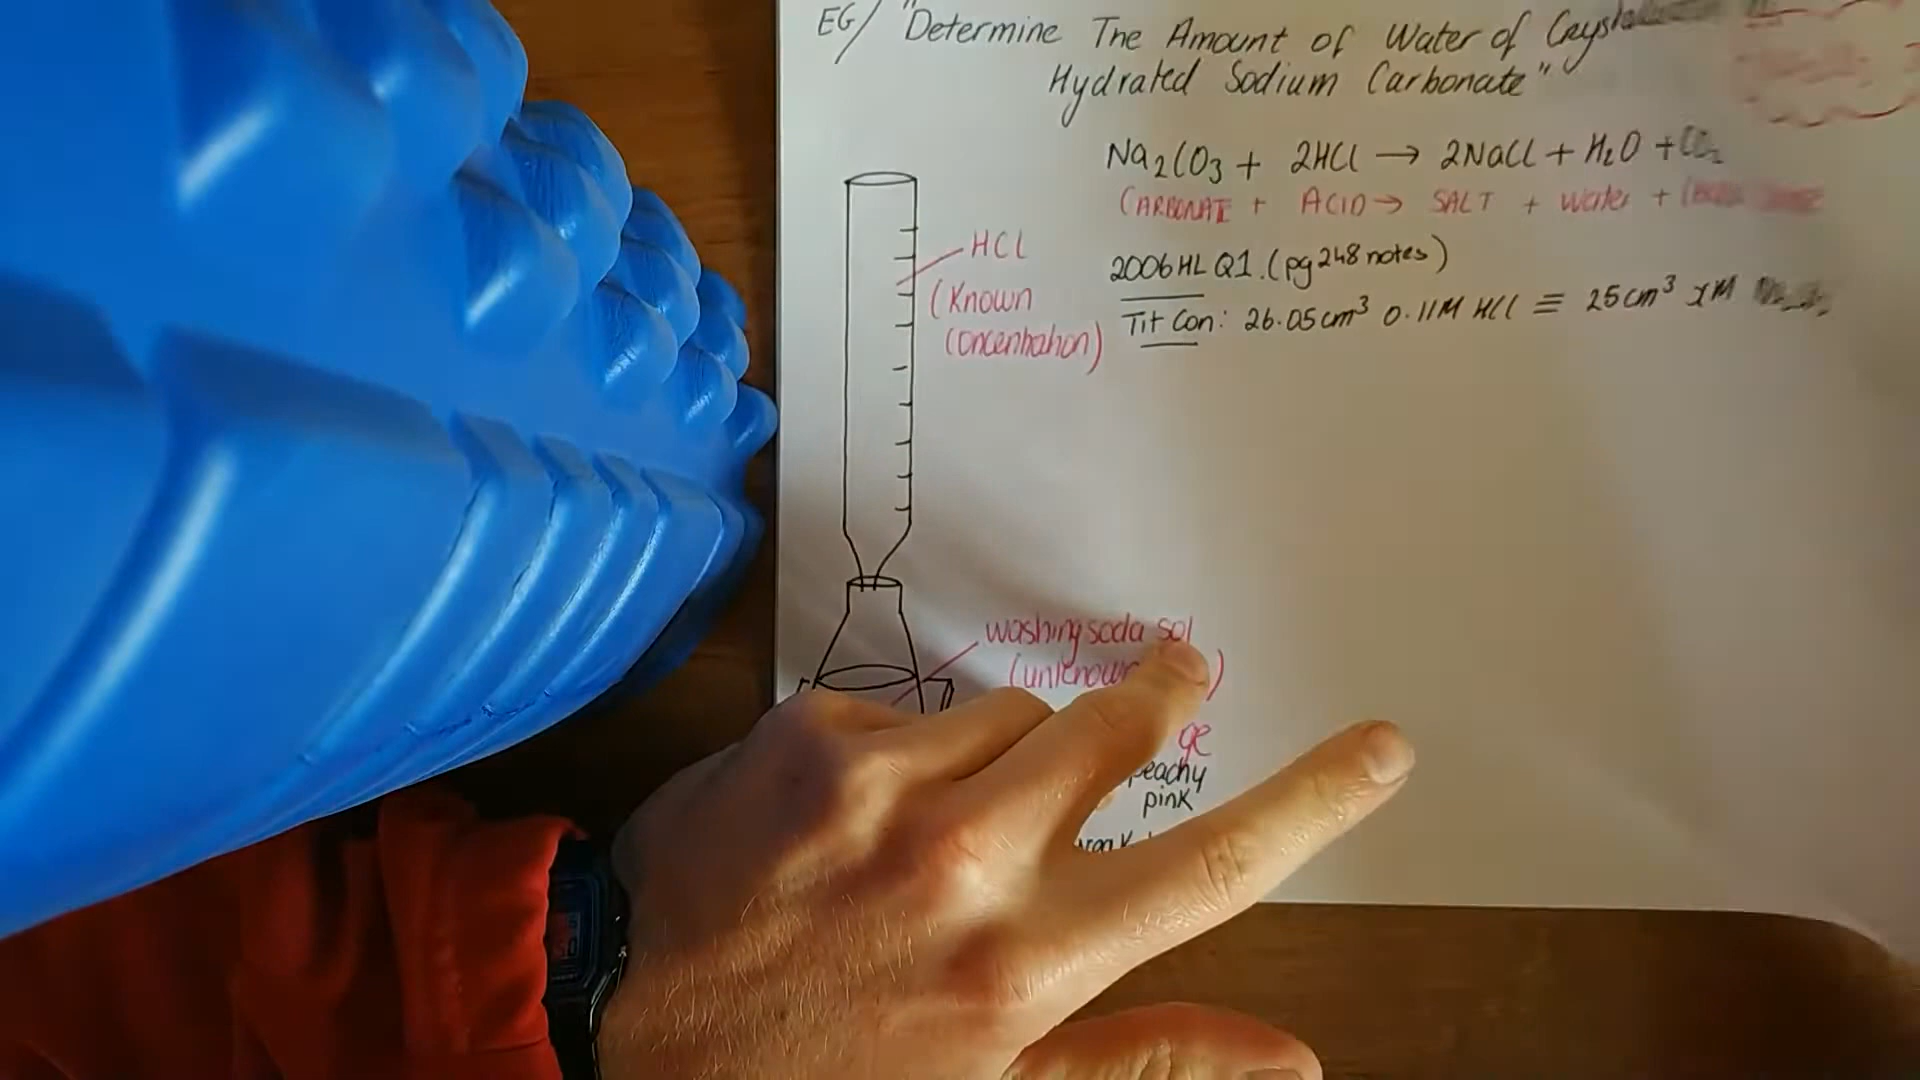 EG/ "Determine The Amount of Water of
Hydrated Sodium Carbonate"
Na2CO3 + 2HCl → 2NaCl + H2O + CO2
CARBONATE + ACID → SALT + Water +
2006 HL Q1. (pg 248 notes)
Tit Con: 26.05cm³ 0.11M HCl ≡ 25cm³ xM
HCl
(Known
Concentration)
washing soda sol
(unknown )
peachy
pink